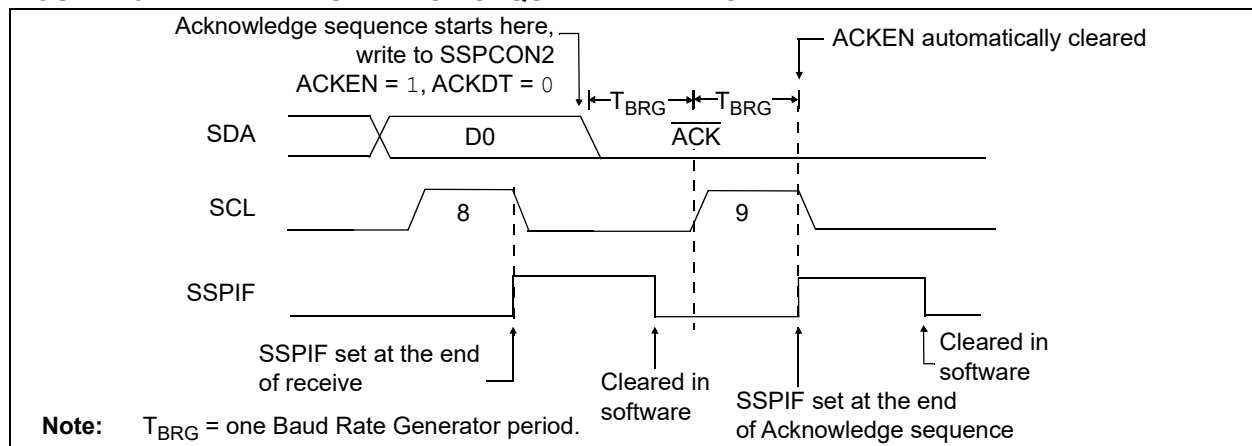 Acknowledge sequence starts here,
write to SSPCON2
ACKEN = 1, ACKDT = 0
ACKEN automatically cleared
TBRG
TBRG
SDA
D0
ACK
SCL
8
9
SSPIF
SSPIF set at the end
of receive
Cleared in
software
SSPIF set at the end
of Acknowledge sequence
Cleared in
software
Note: TBRG = one Baud Rate Generator period.